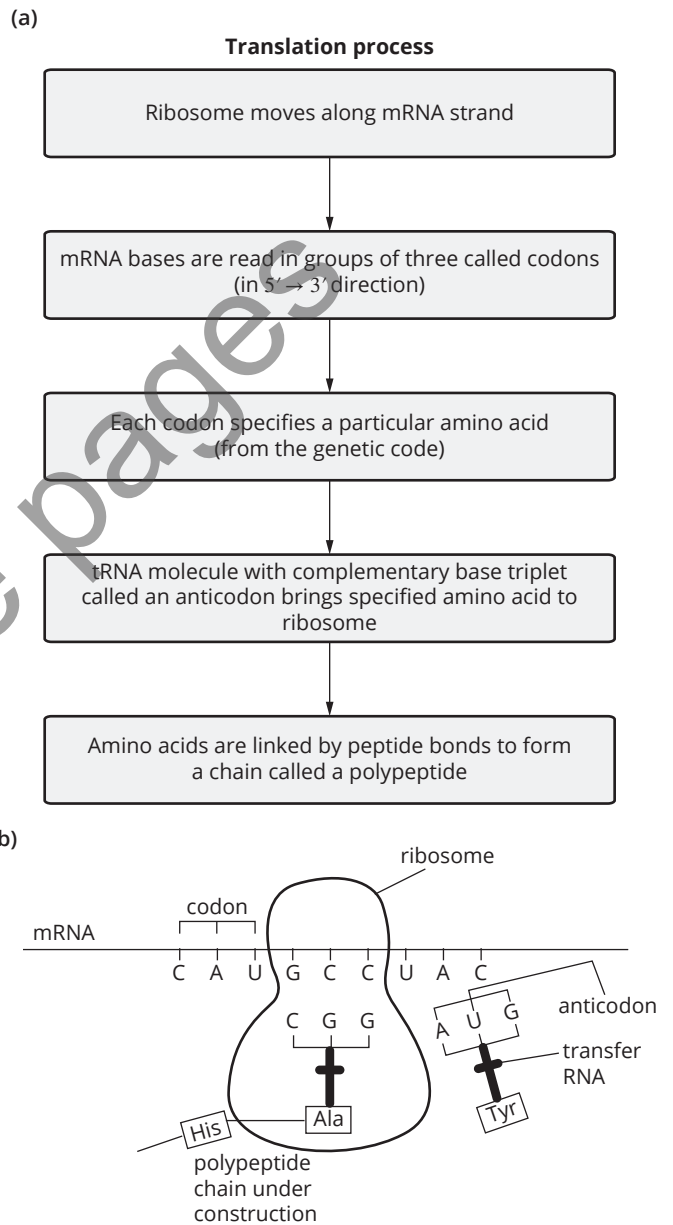 (a)
Translation process
Ribosome moves along mRNA strand
mRNA bases are read in groups of three called codons
(in 5′ → 3′ direction)
Each codon specifies a particular amino acid
(from the genetic code)
tRNA molecule with complementary base triplet
called an anticodon brings specified amino acid to
ribosome
Amino acids are linked by peptide bonds to form
a chain called a polypeptide
b)
ribosome
codon
mRNA
C A U G C C U A C
C G G
A U G
anticodon
transfer
RNA
Tyr
Ala
His
polypeptide
chain under
construction
pages